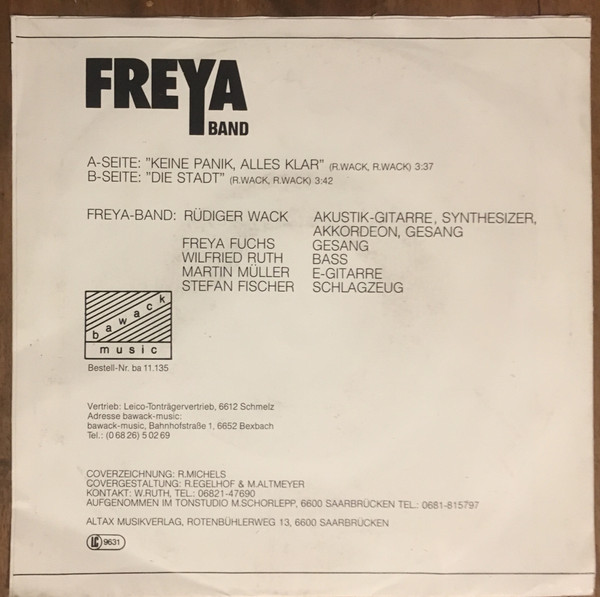 FREYA
BAND
A-SEITE: "KEINE PANIK, ALLES KLAR" (R.WACK, R.WACK) 3:37
B-SEITE: "DIE STADT" (R.WACK, R.WACK) 3:42
FREYA-BAND: RÜDIGER WACK AKUSTIK-GITARRE, SYNTHESIZER,
AKKORDEON, GESANG
FREYA FUCHS GESANG
WILFRIED RUTH BASS
MARTIN MÜLLER E-GITARRE
STEFAN FISCHER SCHLAGZEUG
bawack
music
Bestell-Nr. ba 11.135
Vertrieb: Leico-Tonträgervertrieb, 6612 Schmelz
Adresse bawack-music:
bawack-music, Bahnhofstraße 1, 6652 Bexbach
Tel.: (0 68 26) 5 02 69
COVERZEICHNUNG: R.MICHELS
COVERGESTALTUNG: R.EGELHOF & M.ALTMEYER
KONTAKT: W.RUTH, TEL.: 06821-47690
AUFGENOMMEN IM TONSTUDIO M.SCHORLEPP, 6600 SAARBRÜCKEN TEL.: 0681-815797
ALTAX MUSIKVERLAG, ROTENBÜHLERWEG 13, 6600 SAARBRÜCKEN
LC 9631